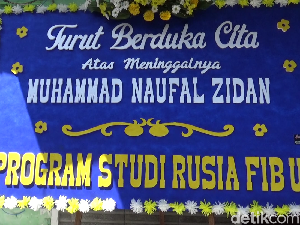 Turut Berduka Cita
Atas Meninggalnya
MUHAMMAD NAUFAL ZIDAN
PROGRAM STUDI RUSIA FIB U
detikcom